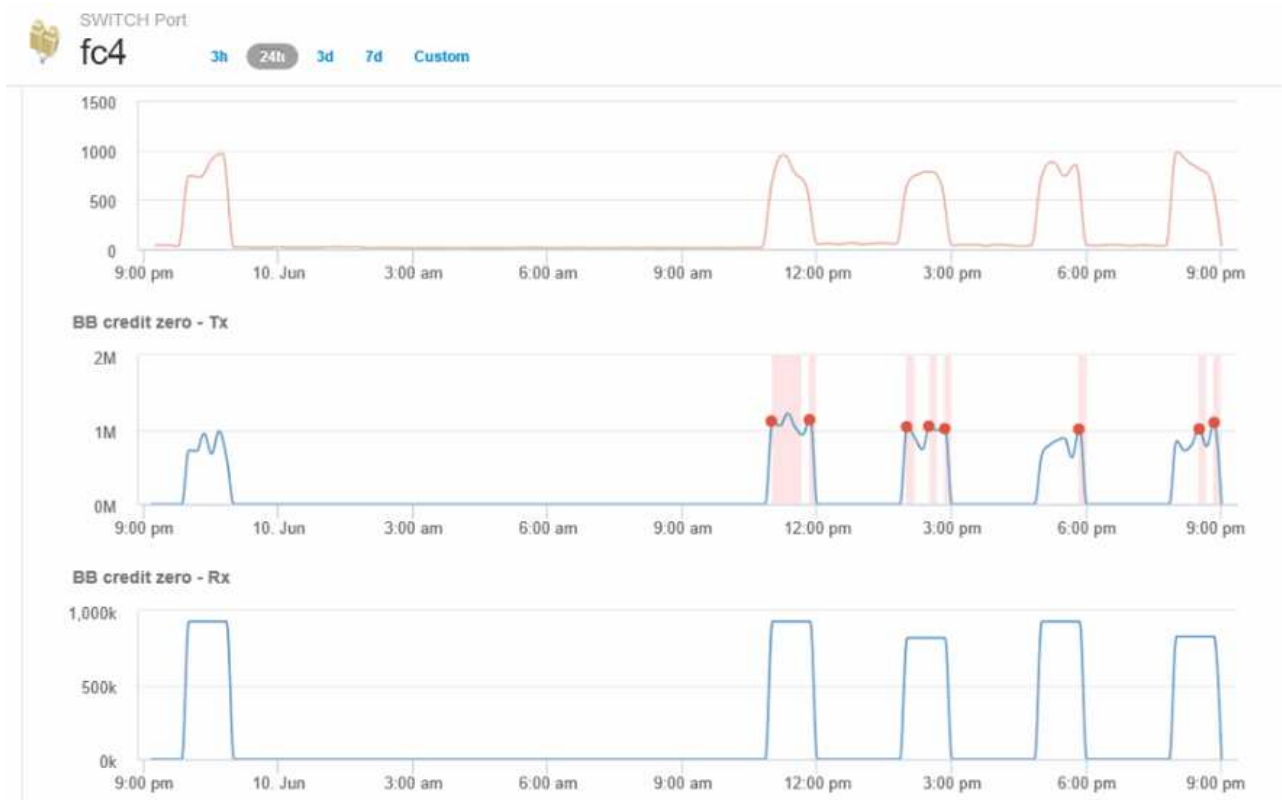 SWITCH Port
fc4
3h 24h 3d 7d Custom
1500
1000
500
0
9:00 pm 10. Jun 3:00 am 6:00 am 9:00 am 12:00 pm 3:00 pm 6:00 pm 9:00 pm
BB credit zero - Tx
2M
1M
0M
9:00 pm 10. Jun 3:00 am 6:00 am 9:00 am 12:00 pm 3:00 pm 6:00 pm 9:00 pm
BB credit zero - Rx
1,000k
500k
0k
9:00 pm 10. Jun 3:00 am 6:00 am 9:00 am 12:00 pm 3:00 pm 6:00 pm 9:00 pm